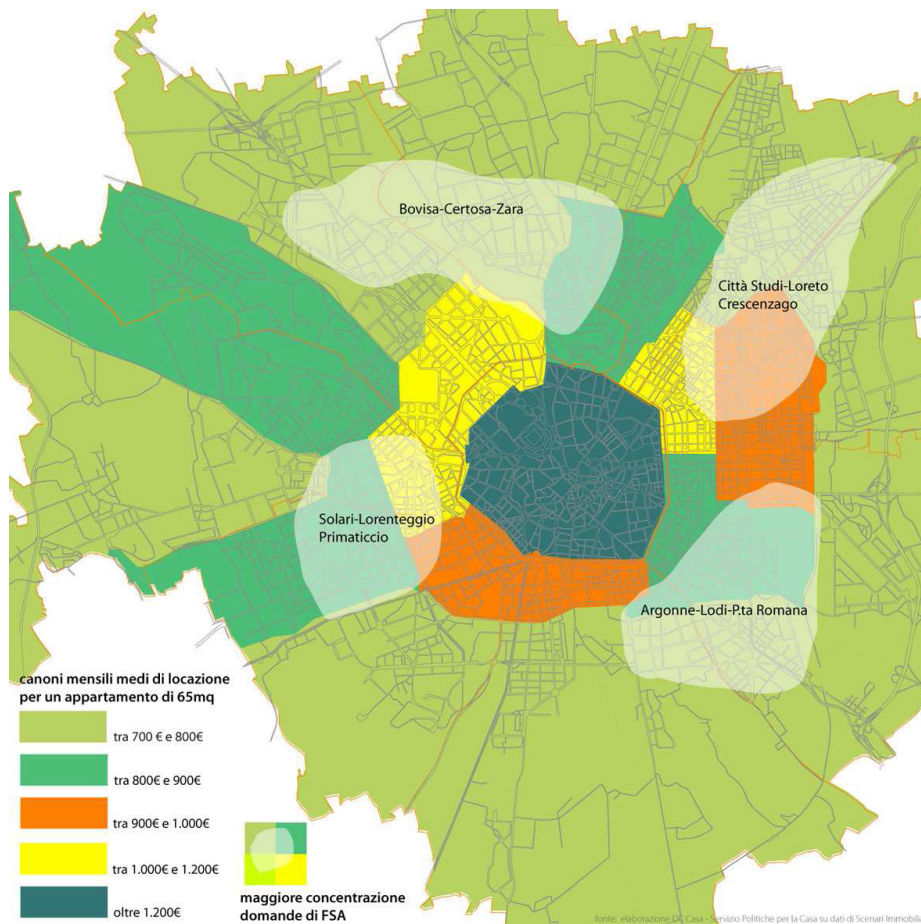 Bovisa-Certosa-Zara
Città Studi-Loreto
Crescenzago
Solari-Lorenteggio
Primaticcio
Argonne-Lodi-P.ta Romana
canoni mensili medi di locazione
per un appartamento di 65mq
tra 700 € e 800€
tra 800€ e 900€
tra 900€ e 1.000€
tra 1.000€ e 1.200€
oltre 1.200€
maggiore concentrazione
domande di FSA
fonte: elaborazione DC Casa - Servizio Politiche per la Casa su dati di Scenari Immobilia